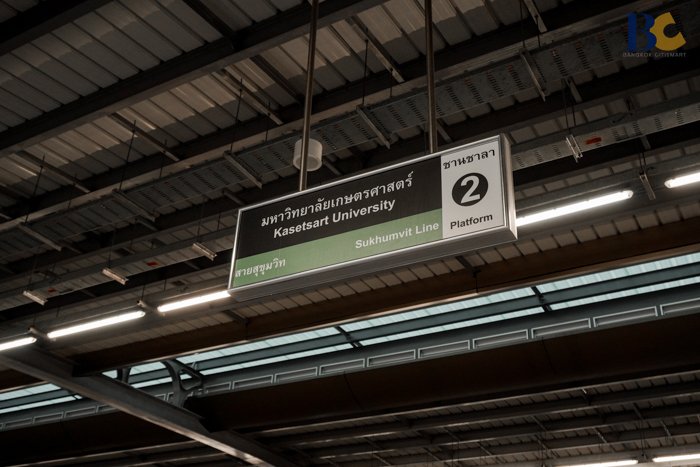 BC
BANGKOK CITISMART
มหาวิทยาลัยเกษตรศาสตร์
Kasetsart University
สายสุขุมวิท
Sukhumvit Line
ชานชาลา
2
Platform